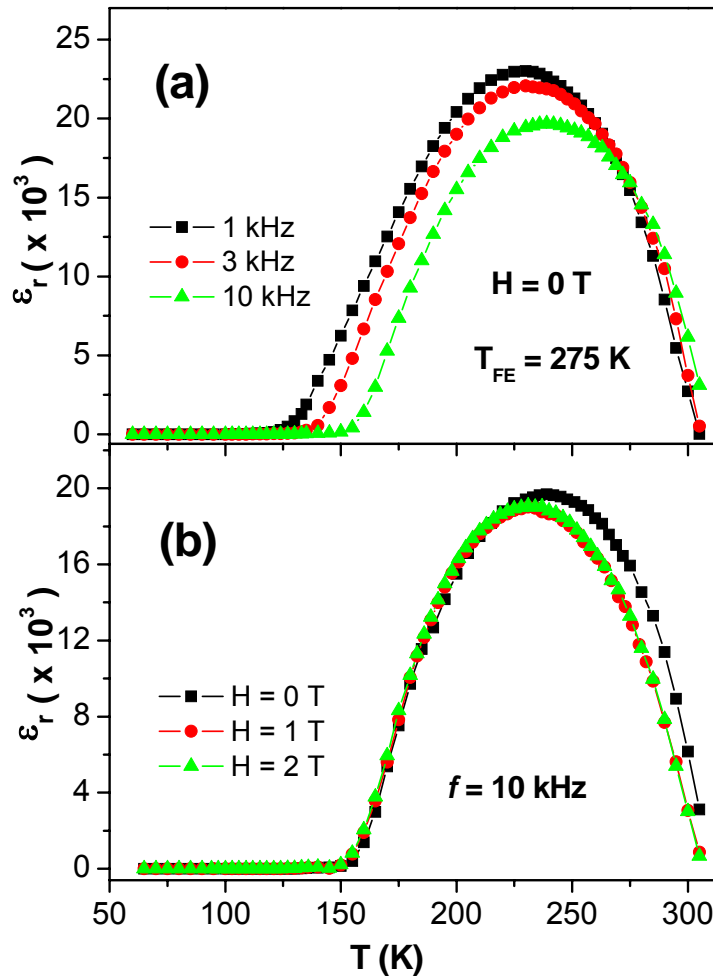 25
20
15
10
5
0
εr ( x 10³ )
(a)
1 kHz
3 kHz
10 kHz
H = 0 T
T_FE = 275 K
20
16
12
8
4
0
εr ( x 10³ )
(b)
H = 0 T
H = 1 T
H = 2 T
f = 10 kHz
50 100 150 200 250 300
T (K)